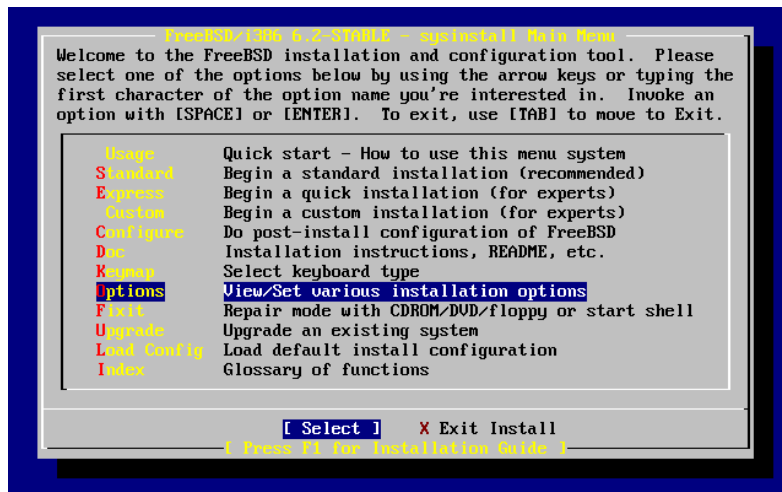 FreeBSD/i386 6.2-STABLE - sysinstall Main Menu
Welcome to the FreeBSD installation and configuration tool. Please
select one of the options below by using the arrow keys or typing the
first character of the option name you're interested in. Invoke an
option with [SPACE] or [ENTER]. To exit, use [TAB] to move to Exit.
Usage Quick start - How to use this menu system
Standard Begin a standard installation (recommended)
Express Begin a quick installation (for experts)
Custom Begin a custom installation (for experts)
Configure Do post-install configuration of FreeBSD
Doc Installation instructions, README, etc.
Keymap Select keyboard type
Options View/Set various installation options
Fixit Repair mode with CDROM/DVD/floppy or start shell
Upgrade Upgrade an existing system
Load Config Load default install configuration
Index Glossary of functions
[ Select ] X Exit Install
[ Press F1 for Installation Guide ]